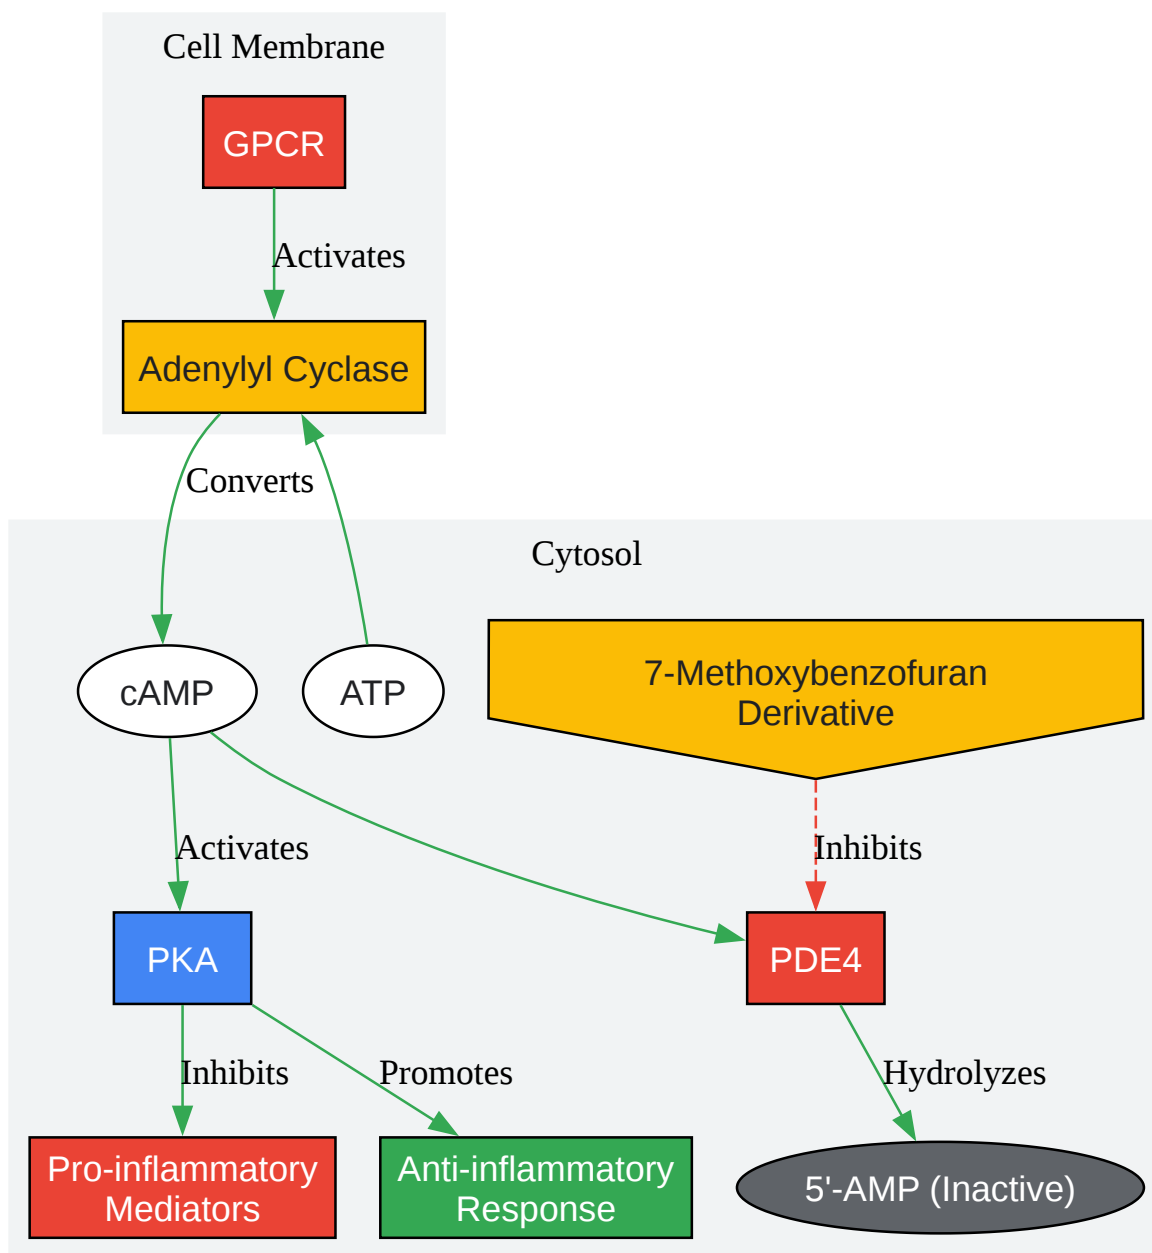 Cell Membrane
GPCR
Activates
Adenylyl Cyclase
Converts
Cytosol
cAMP
ATP
7-Methoxybenzofuran
Derivative
Activates
Inhibits
PKA
PDE4
Inhibits
Promotes
Hydrolyzes
Pro-inflammatory
Mediators
Anti-inflammatory
Response
5'-AMP (Inactive)